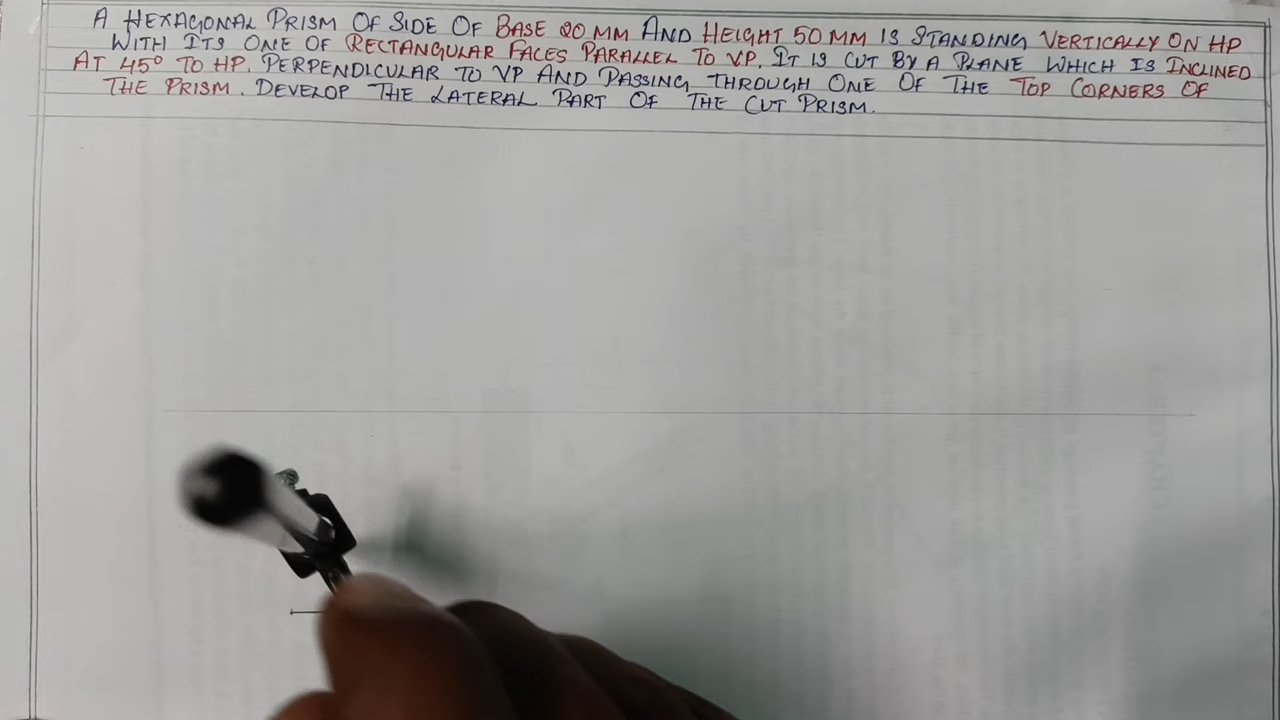 A HEXAGONAL PRISM OF SIDE OF BASE 20 MM AND HEIGHT 50 MM IS STANDING VERTICALLY ON HP
WITH ITS ONE OF RECTANGULAR FACES PARALLEL TO VP. IT IS CUT BY A PLANE WHICH IS INCLINED
AT 45° TO HP. PERPENDICULAR TO VP AND PASSING THROUGH ONE OF THE TOP CORNERS OF
THE PRISM. DEVELOP THE LATERAL PART OF THE CUT PRISM.